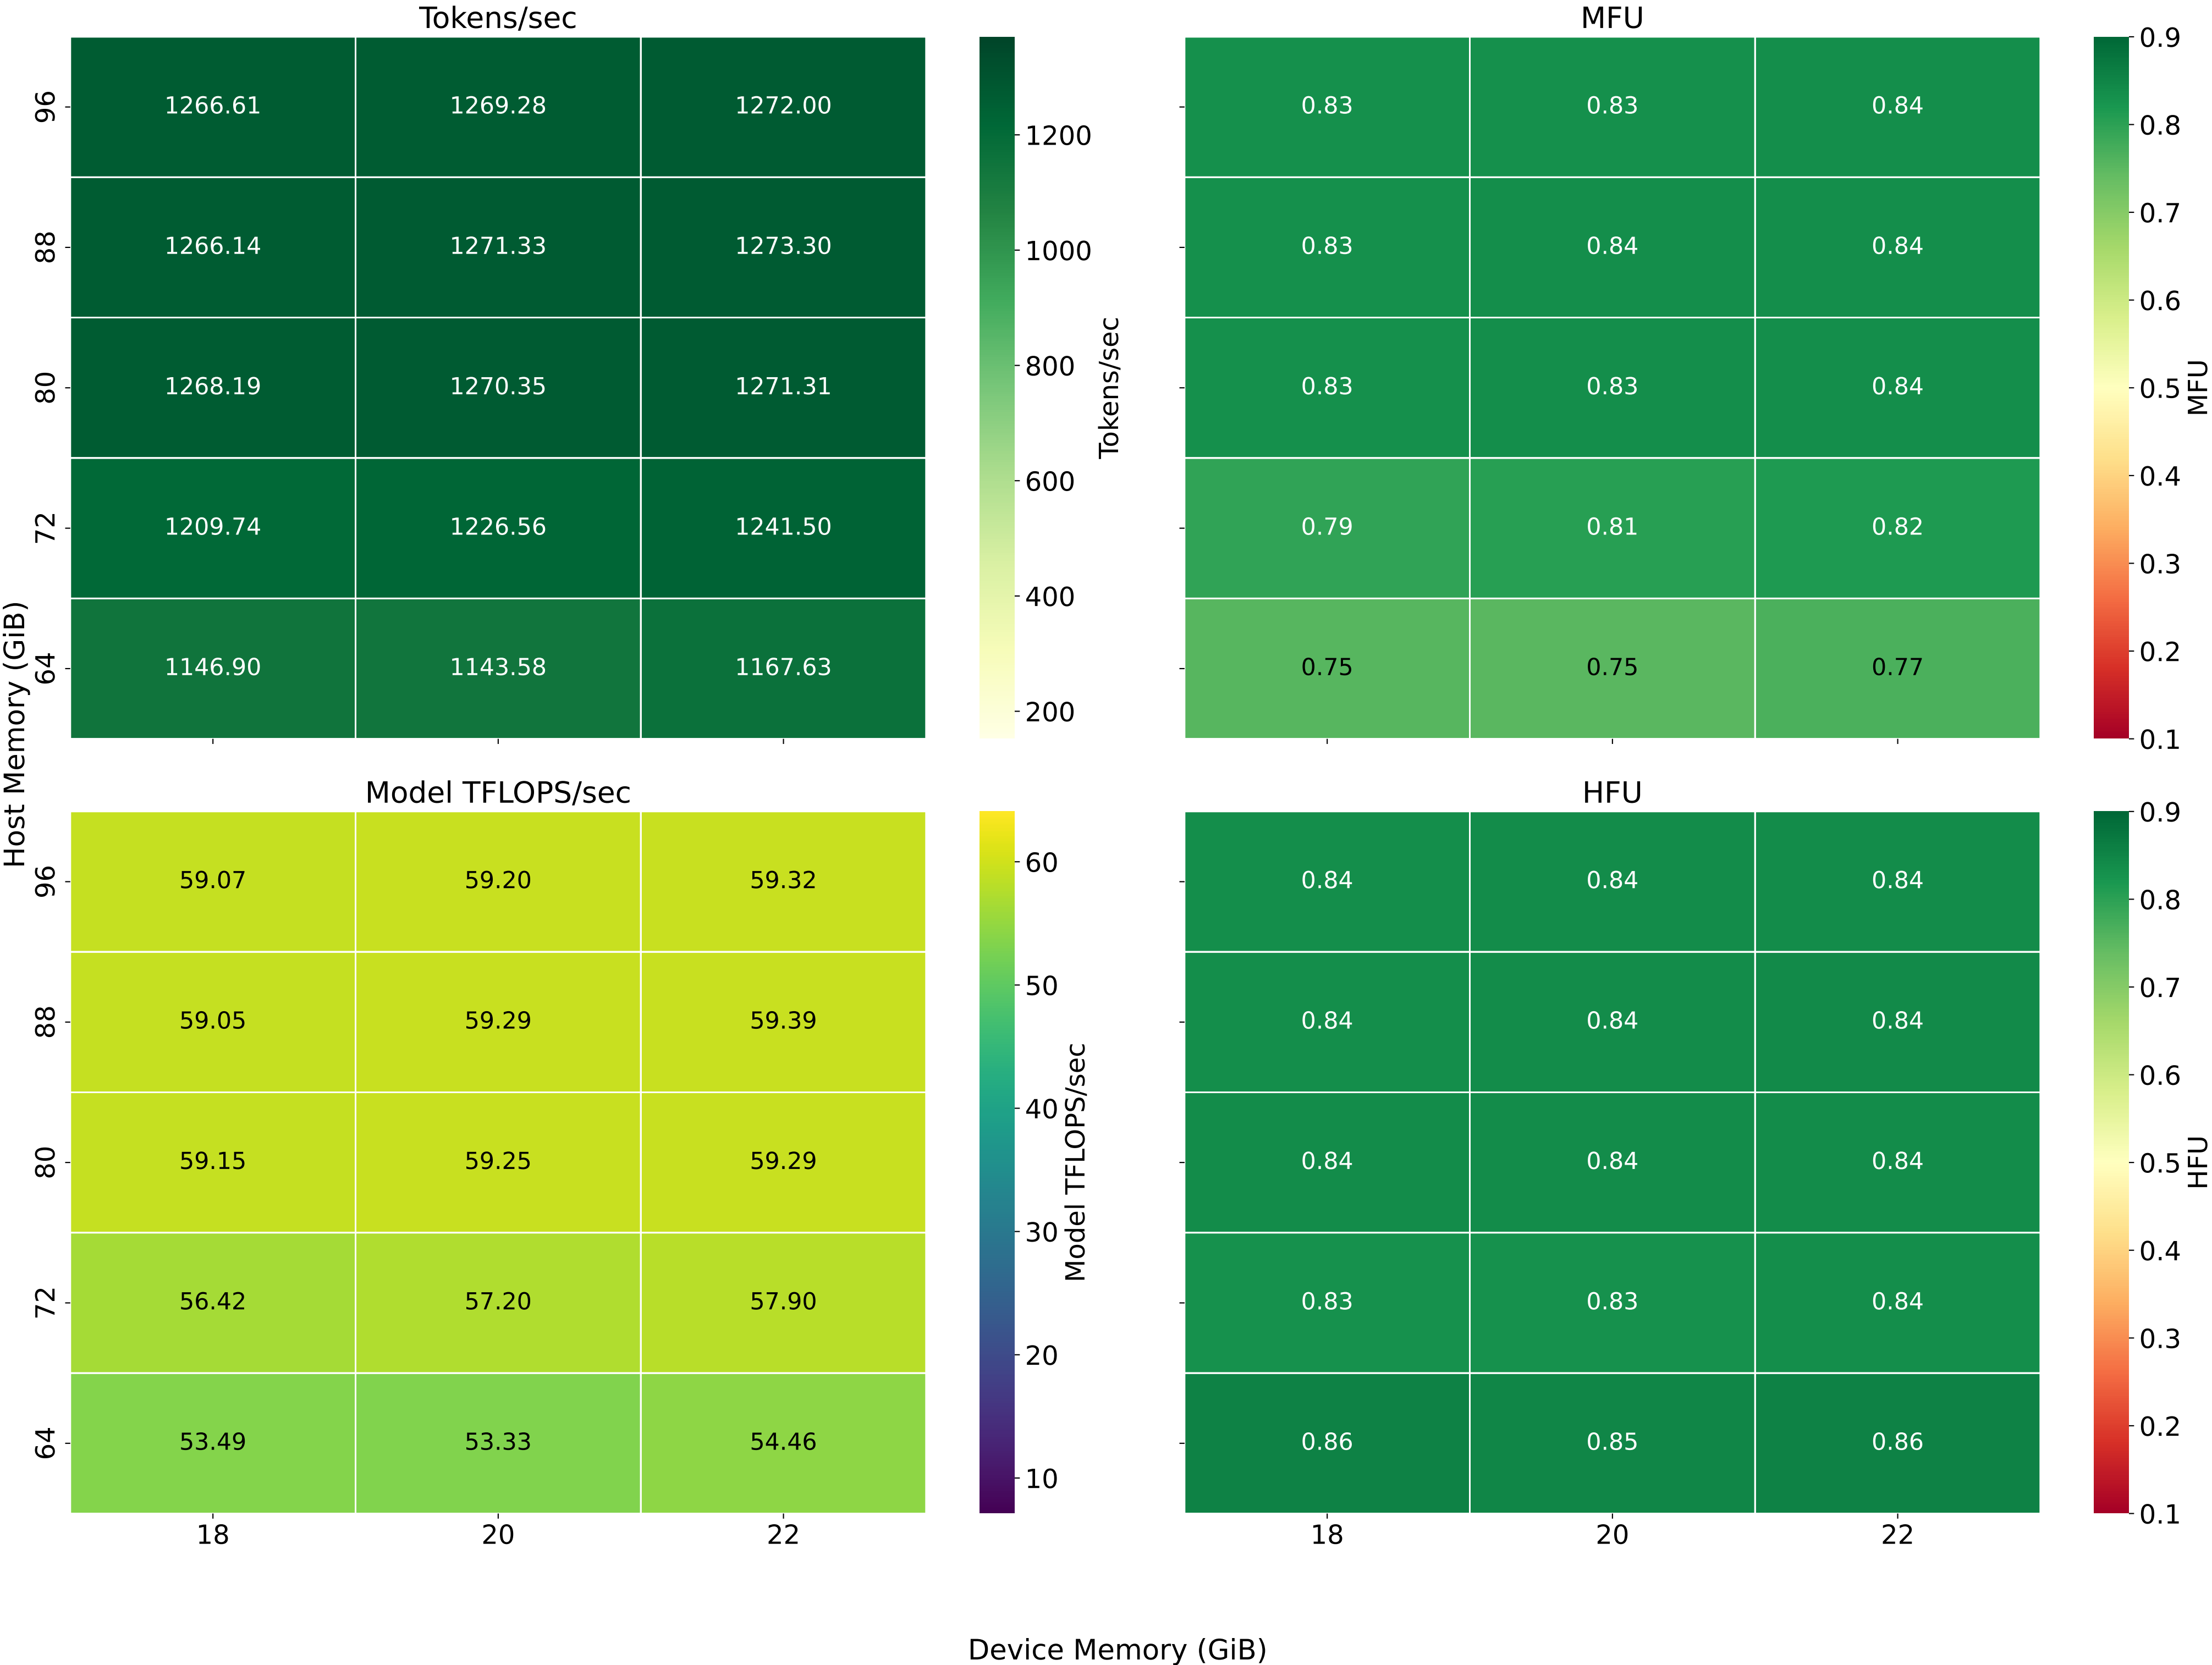 Tokens/sec
96 1266.61 1269.28 1272.00
88 1266.14 1271.33 1273.30
80 1268.19 1270.35 1271.31
72 1209.74 1226.56 1241.50
64 1146.90 1143.58 1167.63
1200
1000
800
600
400
200
Tokens/sec
MFU
0.83 0.83 0.84
0.83 0.84 0.84
0.83 0.83 0.84
0.79 0.81 0.82
0.75 0.75 0.77
0.9
0.8
0.7
0.6
0.5
0.4
0.3
0.2
0.1
MFU
Host Memory (GiB)
Model TFLOPS/sec
96 59.07 59.20 59.32
88 59.05 59.29 59.39
80 59.15 59.25 59.29
72 56.42 57.20 57.90
64 53.49 53.33 54.46
18 20 22
60
50
40
30
20
10
Model TFLOPS/sec
HFU
0.84 0.84 0.84
0.84 0.84 0.84
0.84 0.84 0.84
0.83 0.83 0.84
0.86 0.85 0.86
18 20 22
0.9
0.8
0.7
0.6
0.5
0.4
0.3
0.2
0.1
HFU
Device Memory (GiB)